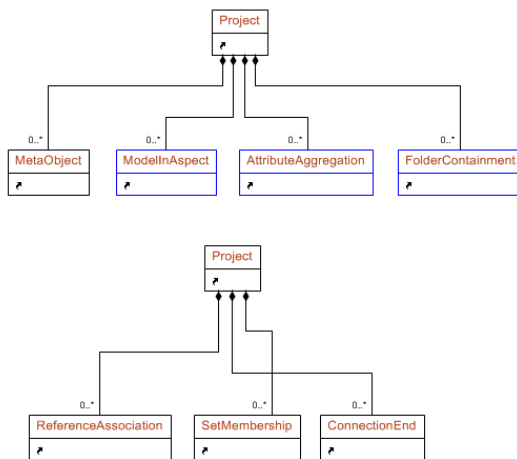 Project
0..*
0..*
0..*
0..*
MetaObject
ModelInAspect
AttributeAggregation
FolderContainment
Project
0..*
0..*
0..*
ReferenceAssociation
SetMembership
ConnectionEnd